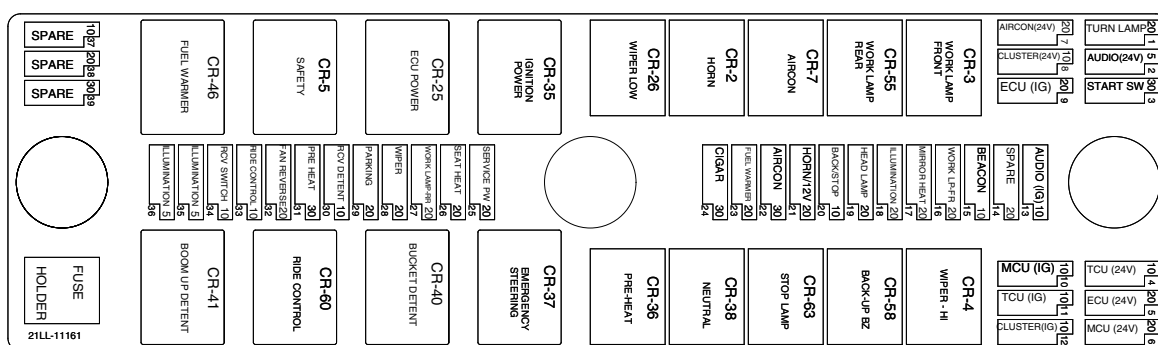 SPARE 10 37
SPARE 20 38
SPARE 30 39
CR-46
FUEL WARMER
CR-5
SAFETY
CR-25
ECU POWER
CR-35
IGNITION
POWER
CR-26
WIPER LOW
CR-2
HORN
CR-7
AIRCON
CR-55
WORK LAMP
REAR
CR-3
WORK LAMP
FRONT
AIRCON(24V) 20 7
CLUSTER(24V) 10 8
ECU (IG) 20 9
TURN LAMP 20 1
AUDIO(24V) 5 2
START SW 30 3
ILLUMINATION 5 36
ILLUMINATION 5 35
RCV SWITCH 10 34
RIDE CONTROL 10 33
FAN REVERSE 20 32
PRE HEAT 30 31
RCV DETENT 10 30
PARKING 20 29
WIPER 20 28
WORK LAMP-RR 20 27
SEAT HEAT 20 26
SERVICE PW 20 25
CIGAR 30 24
FUEL WARMER 20 23
AIRCON 30 22
HORN/12V 20 21
BACK/STOP 10 20
HEAD LAMP 20 19
ILLUMINATION 20 18
MIRROR HEAT 20 17
WORK LP-FR 20 16
BEACON 10 15
SPARE 20 14
AUDIO (IG) 10 13
FUSE
HOLDER
21LL-11161
CR-41
BOOM UP DETENT
CR-60
RIDE CONTROL
CR-40
BUCKET DETENT
CR-37
EMERGENCY
STEERING
CR-36
PRE-HEAT
CR-38
NEUTRAL
CR-63
STOP LAMP
CR-58
BACK-UP BZ
CR-4
WIPER - HI
MCU (IG) 10 10
TCU (IG) 10 11
CLUSTER(IG) 10 12
TCU (24V) 10 4
ECU (24V) 20 5
MCU (24V) 20 6